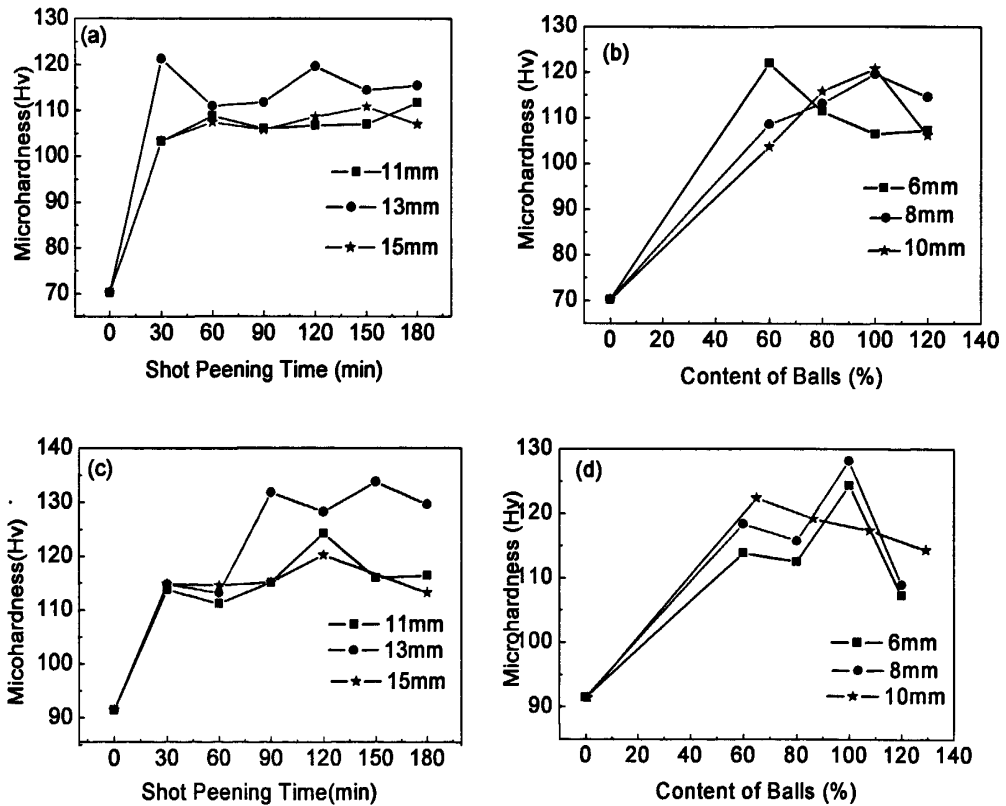 (a)
130
120
110
100
90
80
70
Microhardness(Hv)
11mm
13mm
15mm
0 30 60 90 120 150 180
Shot Peening Time (min)
(b)
130
120
110
100
90
80
70
Microhardness (Hv)
6mm
8mm
10mm
0 20 40 60 80 100 120 140
Content of Balls (%)
(c)
140
130
120
110
100
90
Micohardness(Hv)
11mm
13mm
15mm
0 30 60 90 120 150 180
Shot Peening Time(min)
(d)
130
120
110
100
90
Microhardness (Hv)
6mm
8mm
10mm
0 20 40 60 80 100 120 140
Content of Balls (%)